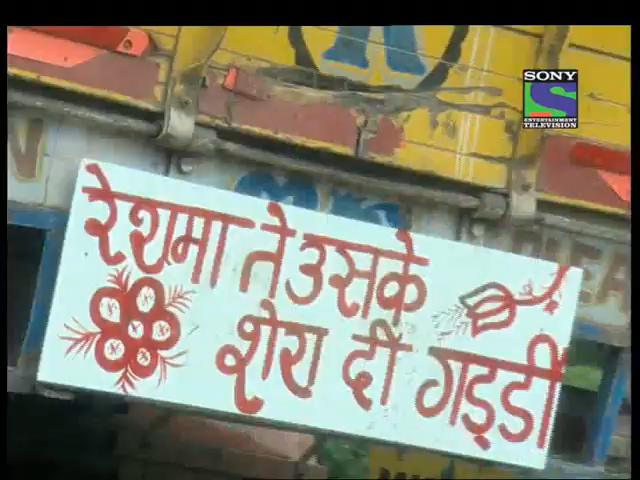 SONY
ENTERTAINMENT
TELEVISION
रेशमा ते उसके
शेरा दी गड्डी